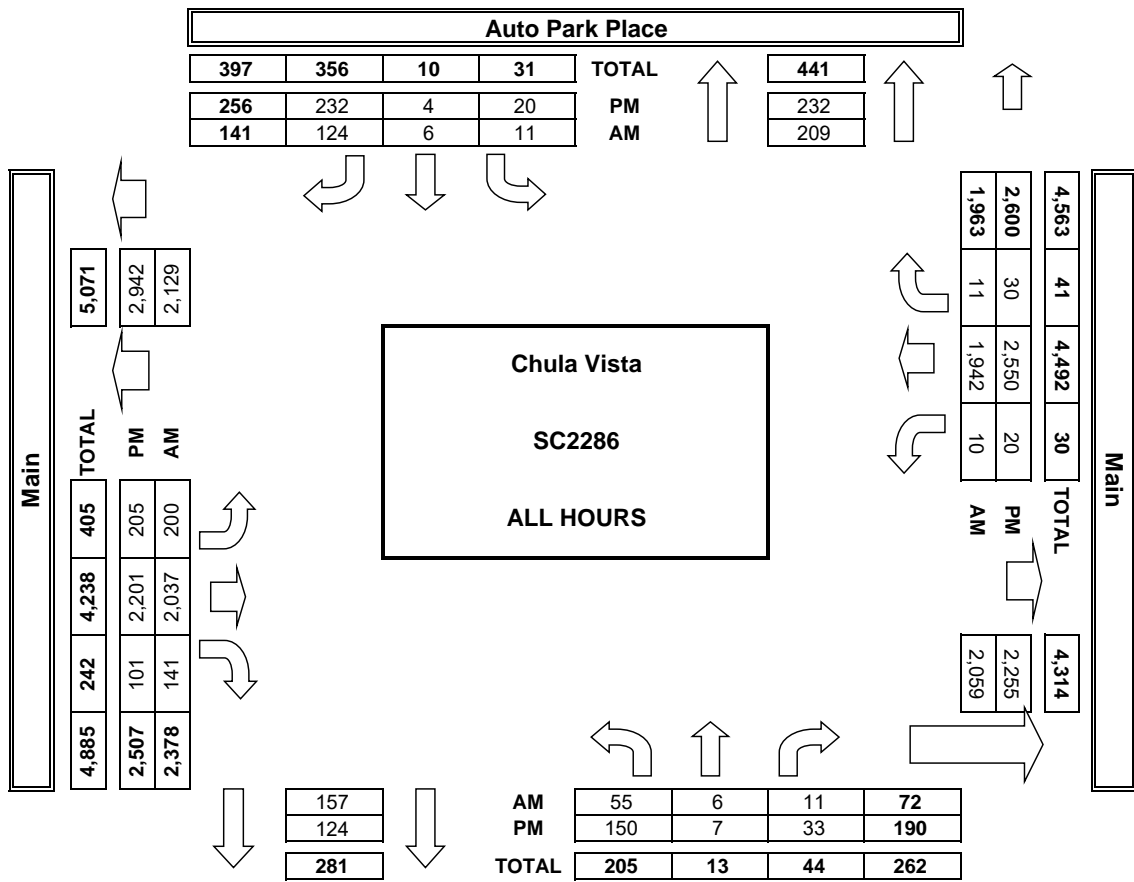 Auto Park Place
397 356 10 31 TOTAL 441
256 232 4 20 PM 232
141 124 6 11 AM 209
Main
5,071
2,942
2,129
TOTAL
PM
AM
405 4,238 242 4,885
205 2,201 101 2,507
200 2,037 141 2,378
Chula Vista
SC2286
ALL HOURS
4,563 41 4,492 30 TOTAL
2,600 30 2,550 20 PM
1,963 11 1,942 10 AM
4,314
2,255
2,059
Main
157 AM 55 6 11 72
124 PM 150 7 33 190
281 TOTAL 205 13 44 262